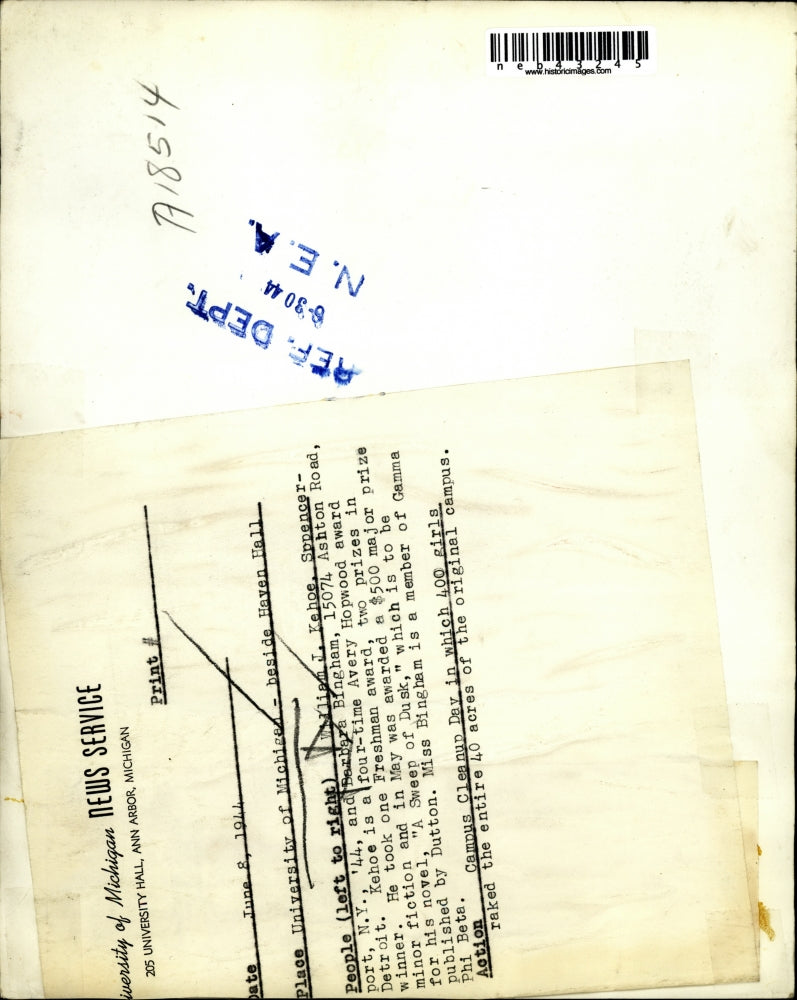 neb43245
www.historicimages.com
A18514
REF. DEPT.
6-30 44
N. E. A.
iversity of Michigan NEWS SERVICE
205 UNIVERSITY HALL, ANN ARBOR, MICHIGAN
Print #
ate June 8, 1944
Place University of Michigan - beside Haven Hall
People (left to right) William J. Kehoe, Sppencer-
port, N.Y., '44, and Barbara Bingham, 15074 Ashton Road,
Detroit. Kehoe is a four-time Avery Hopwood award
winner. He took one Freshman award, two prizes in
minor fiction and in May was awarded a $500 major prize
for his novel, "A Sweep of Dusk," which is to be
published by Dutton. Miss Bingham is a member of Gamma
Phi Beta.
Action Campus Cleanup Day in which 400 girls
raked the entire 40 acres of the original campus.